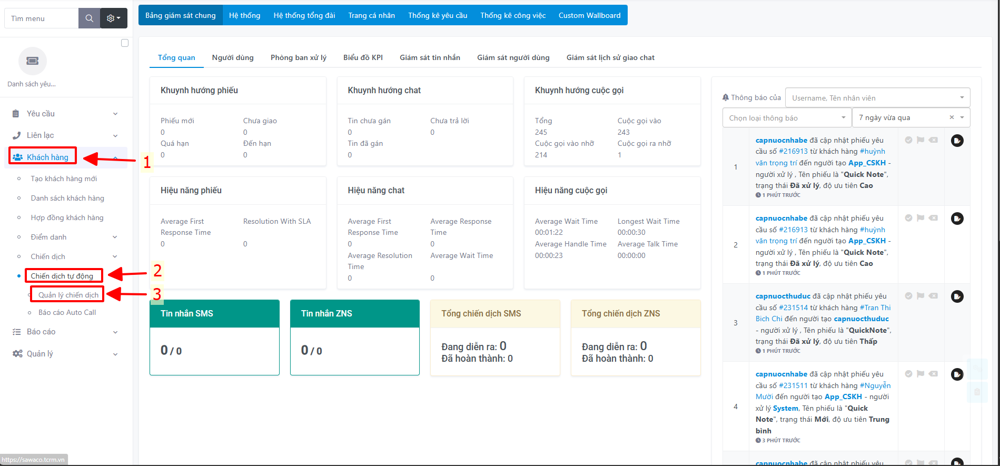 Tìm menu
Danh sách yêu...
Yêu cầu
Liên lạc
Khách hàng
1
Tạo khách hàng mới
Danh sách khách hàng
Hợp đồng khách hàng
Điểm danh
Chiến dịch
Chiến dịch tự động
2
Quản lý chiến dịch
3
Báo cáo Auto Call
Báo cáo
Quản lý
https://sawaco.tcrm.vn
Bảng giám sát chung Hệ thống Hệ thống tổng đài Trang cá nhân Thống kê yêu cầu Thống kê công việc Custom Wallboard
Tổng quan Người dùng Phòng ban xử lý Biểu đồ KPI Giám sát tin nhắn Giám sát người dùng Giám sát lịch sử giao chat
Khuynh hướng phiếu
Phiếu mới Chưa giao
0 0
Quá hạn Đến hạn
0 0
Khuynh hướng chat
Tin chưa gán Chưa trả lời
0 0
Tin đã gán
0
Khuynh hướng cuộc gọi
Tổng Cuộc gọi vào
245 243
Cuộc gọi vào nhỡ Cuộc gọi ra nhỡ
214 1
Hiệu năng phiếu
Average First Resolution With SLA
Response Time
0 0
Hiệu năng chat
Average First Average Response
Response Time Time
0 0
Average Resolution Average Wait Time
Time
0 0
Hiệu năng cuộc gọi
Average Wait Time Longest Wait Time
00:01:22 00:00:30
Average Handle Time Average Talk Time
00:00:23 00:00:00
Tin nhắn SMS
0 / 0
Tin nhắn ZNS
0 / 0
Tổng chiến dịch SMS
Đang diễn ra: 0
Đã hoàn thành: 0
Tổng chiến dịch ZNS
Đang diễn ra: 0
Đã hoàn thành: 0
Thông báo của Username, Tên nhân viên
Chọn loại thông báo 7 ngày vừa qua ×
1
capnuocnhabe đã cập nhật phiếu yêu
cầu số #216913 từ khách hàng #huỳnh
văn trọng trí đến người tạo App_CSKH -
người xử lý , Tên phiếu là "Quick Note",
trạng thái Đã xử lý, độ ưu tiên Cao
1 PHÚT TRƯỚC
2
capnuocnhabe đã cập nhật phiếu yêu
cầu số #216913 từ khách hàng #huỳnh
văn trọng trí đến người tạo App_CSKH -
người xử lý , Tên phiếu là "Quick Note",
trạng thái Đã xử lý, độ ưu tiên Cao
1 PHÚT TRƯỚC
3
capnuocthuduc đã cập nhật phiếu yêu
cầu số #231514 từ khách hàng #Tran Thi
Bich Chi đến người tạo capnuocthuduc
- người xử lý , Tên phiếu là "QuickNote",
trạng thái Đã xử lý, độ ưu tiên Thấp
1 PHÚT TRƯỚC
4
capnuocnhabe đã cập nhật phiếu yêu
cầu số #231511 từ khách hàng #Nguyễn
Mười đến người tạo App_CSKH - người
xử lý System, Tên phiếu là "Quick
Note", trạng thái Mới, độ ưu tiên Trung
bình
3 PHÚT TRƯỚC
capnuocnhabe đã cập nhật phiếu yêu